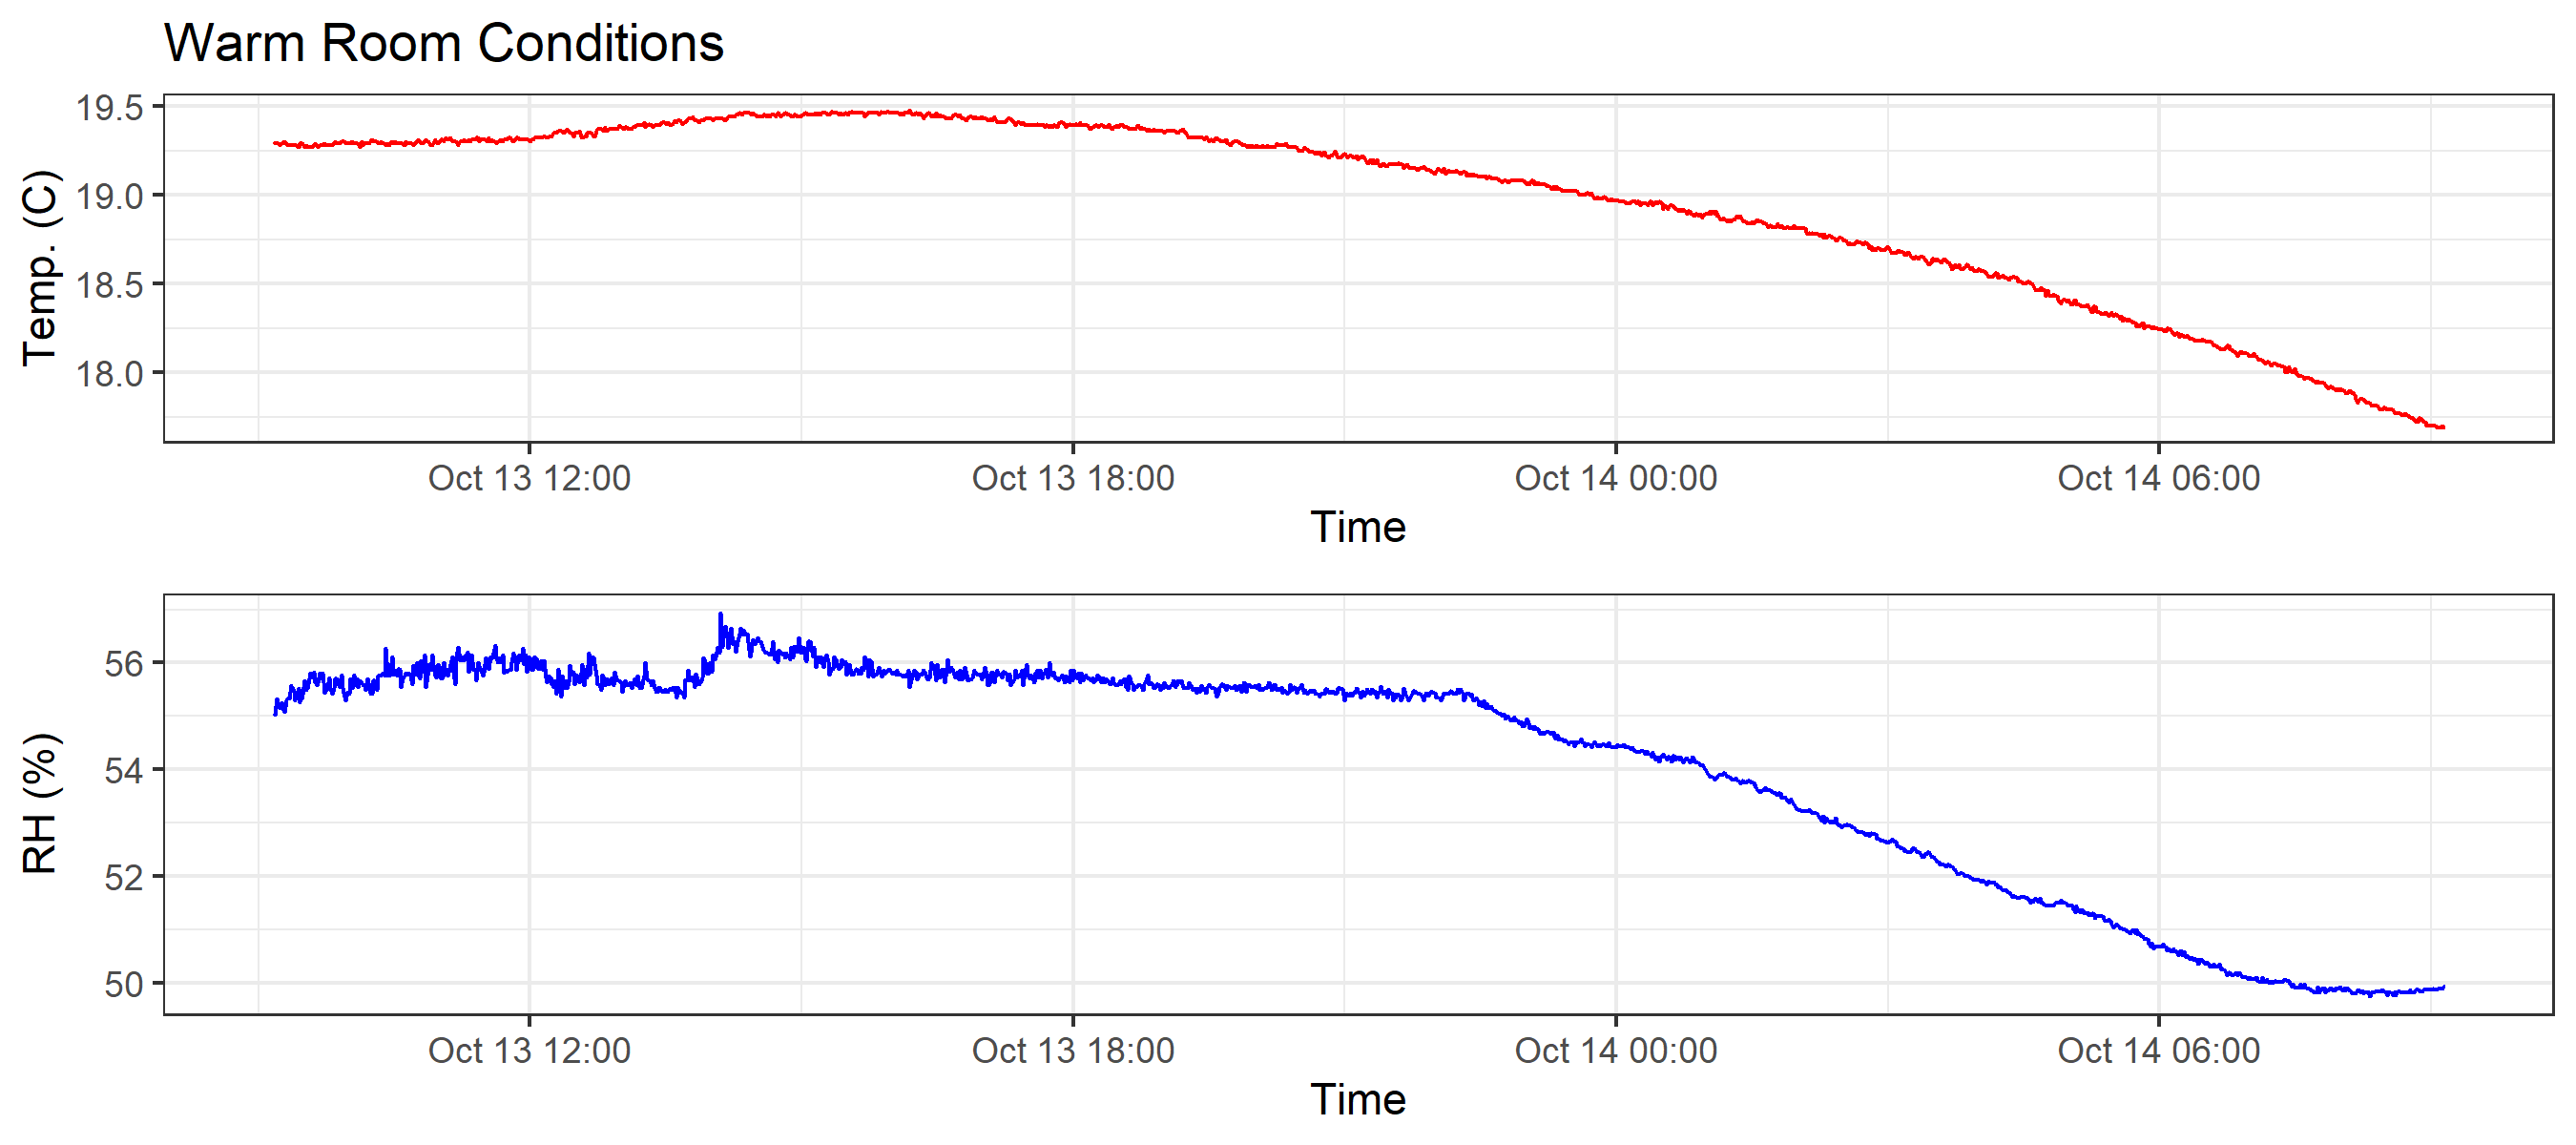 Warm Room Conditions
Temp. (C)
19.5
19.0
18.5
18.0
Oct 13 12:00 Oct 13 18:00 Oct 14 00:00 Oct 14 06:00
Time
RH (%)
56
54
52
50
Oct 13 12:00 Oct 13 18:00 Oct 14 00:00 Oct 14 06:00
Time